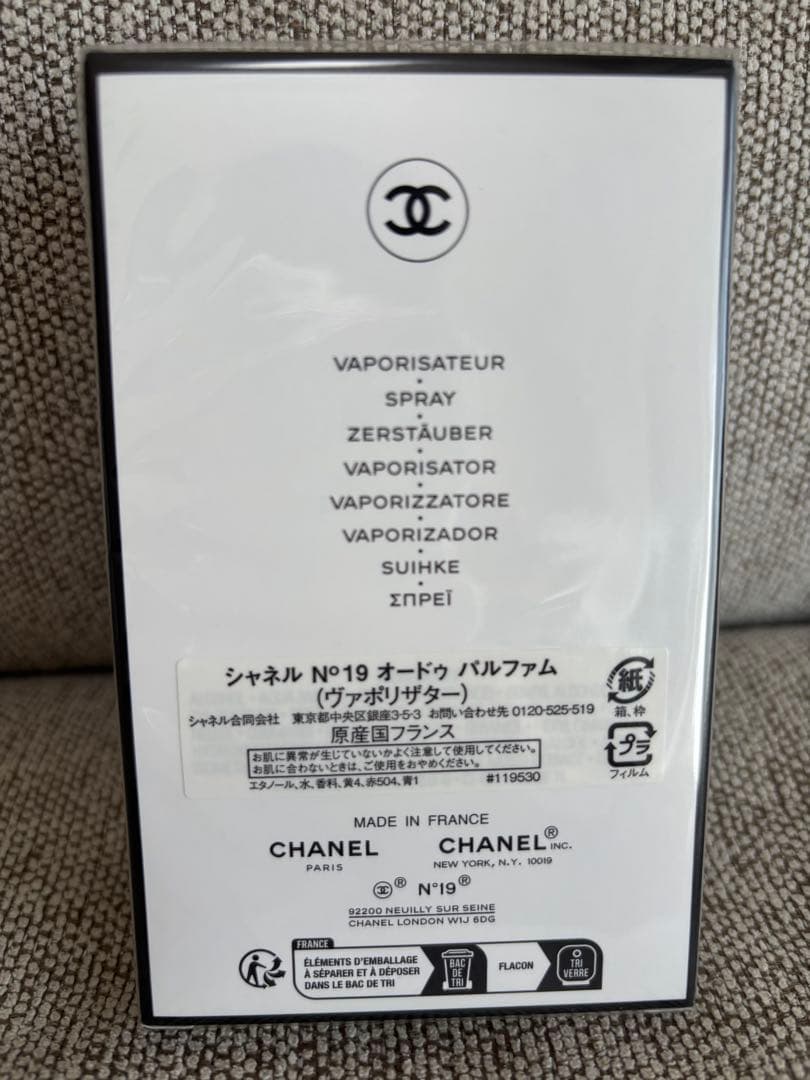 VAPORISATEUR
SPRAY
ZERSTÄUBER
VAPORISATOR
VAPORIZZATORE
VAPORIZADOR
SUIHKE
ΣΠΡΕΪ
シャネル Nº19 オードゥ パルファム
(ヴァポリザター)
シャネル合同会社 東京都中央区銀座3-5-3 お問い合わせ先 0120-525-519
原産国フランス
お肌に異常が生じていないかよく注意して使用してください。
お肌に合わないときは、ご使用をおやめください。
エタノール、水、香料、黄4、赤504、青1 #119530
紙
箱、枠
プラ
フィルム
MADE IN FRANCE
CHANEL CHANEL® INC.
PARIS NEW YORK, N.Y. 10019
® N°19®
92200 NEUILLY SUR SEINE
CHANEL LONDON W1J 6DG
FRANCE
ÉLÉMENTS D'EMBALLAGE
À SÉPARER ET À DÉPOSER
DANS LE BAC DE TRI
BAC
DE
TRI
FLACON
TRI
VERRE